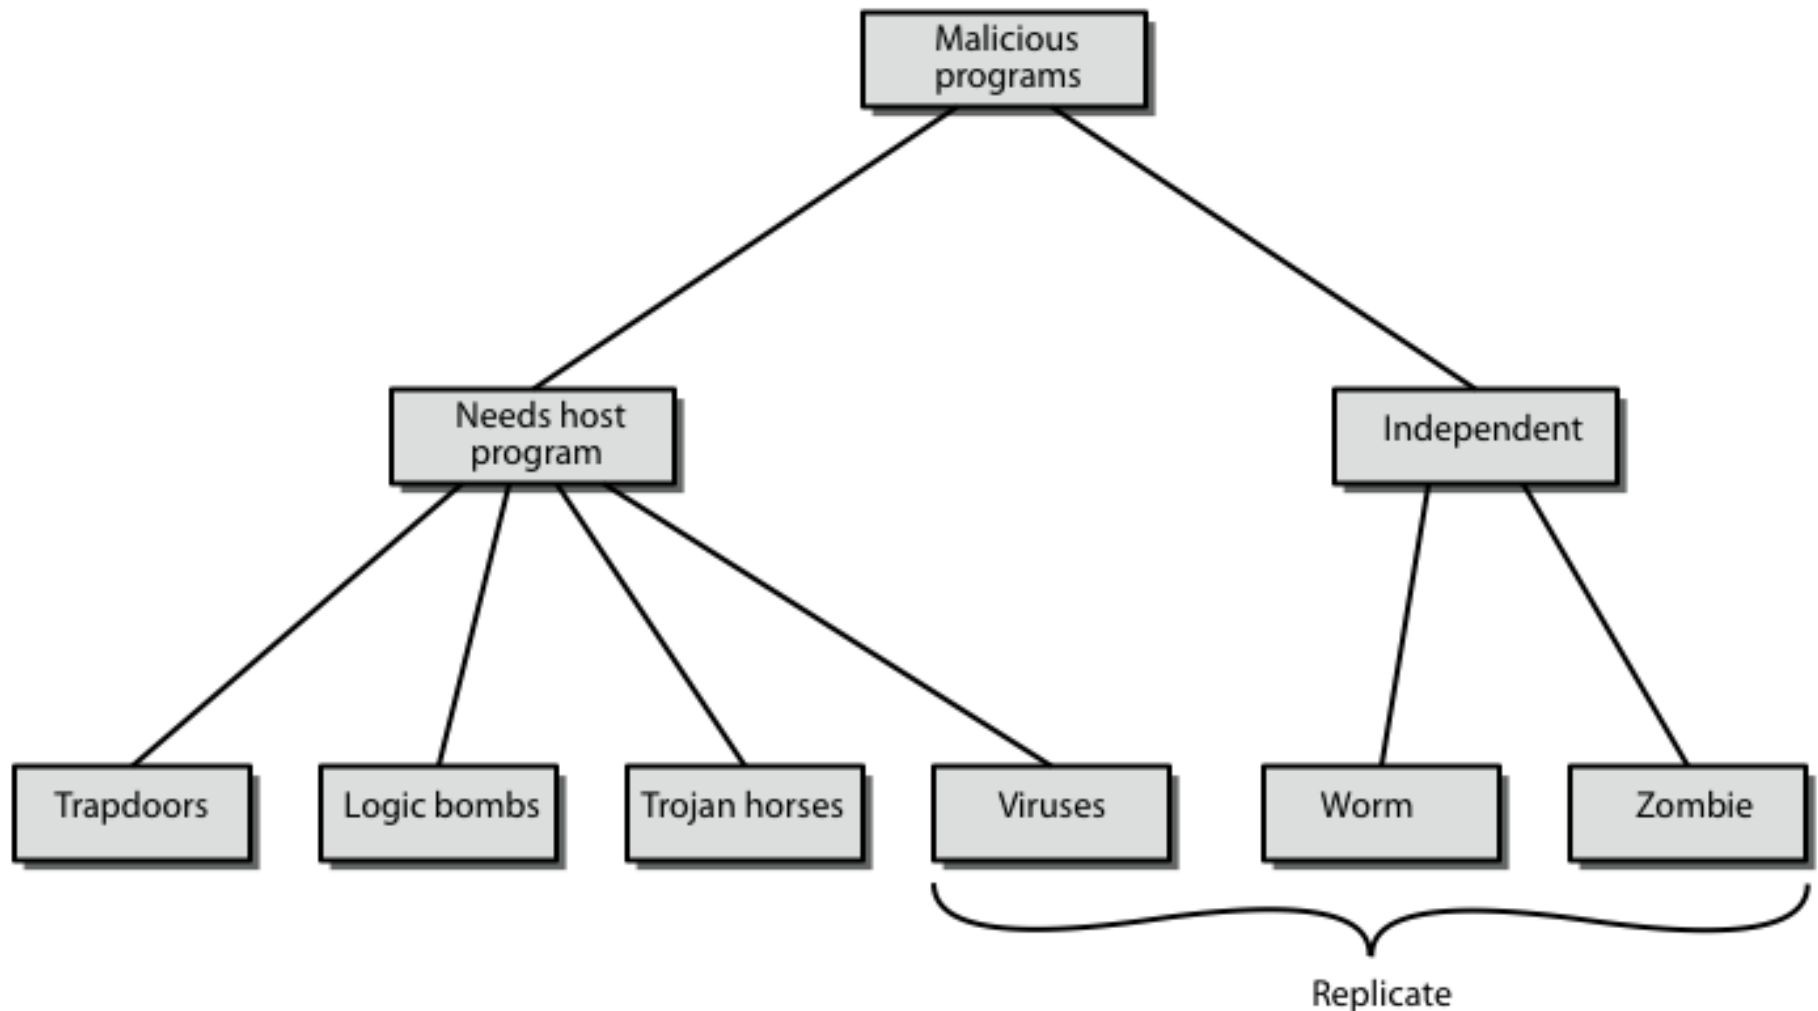 Malicious
programs
Needs host
program
Independent
Trapdoors
Logic bombs
Trojan horses
Viruses
Worm
Zombie
Replicate